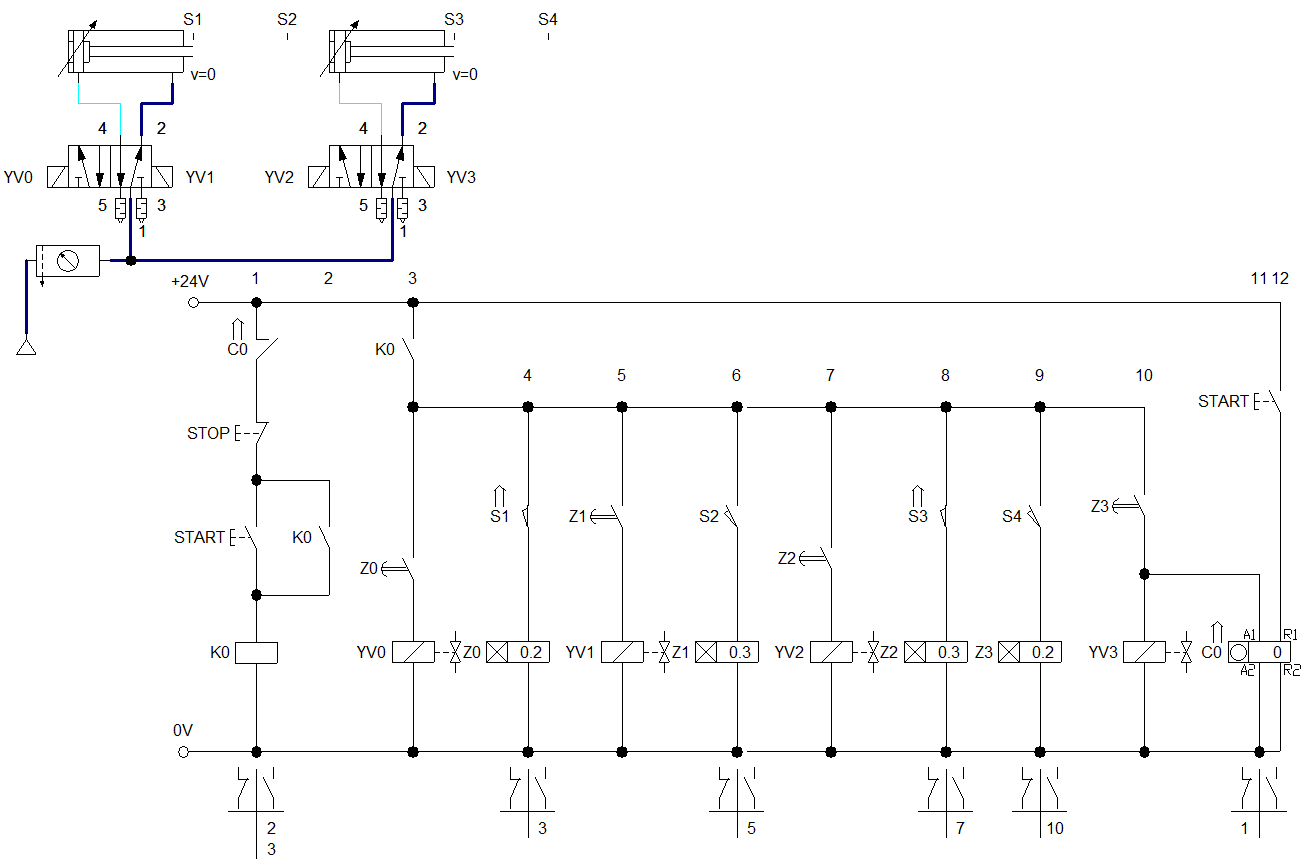 S1 S2 S3 S4
v=0 v=0
4 2 4 2
YV0 YV1 YV2 YV3
5 3 5 3
1 1
+24V 1 2 3 11 12
C0 K0
4 5 6 7 8 9 10
START
STOP
S1 Z1 S2 S3 S4 Z3
START K0
Z0 Z2
A1 R1
K0 YV0 Z0 0.2 YV1 Z1 0.3 YV2 Z2 0.3 Z3 0.2 YV3 C0 0
A2 R2
0V
2 3 5 7 10 1
3